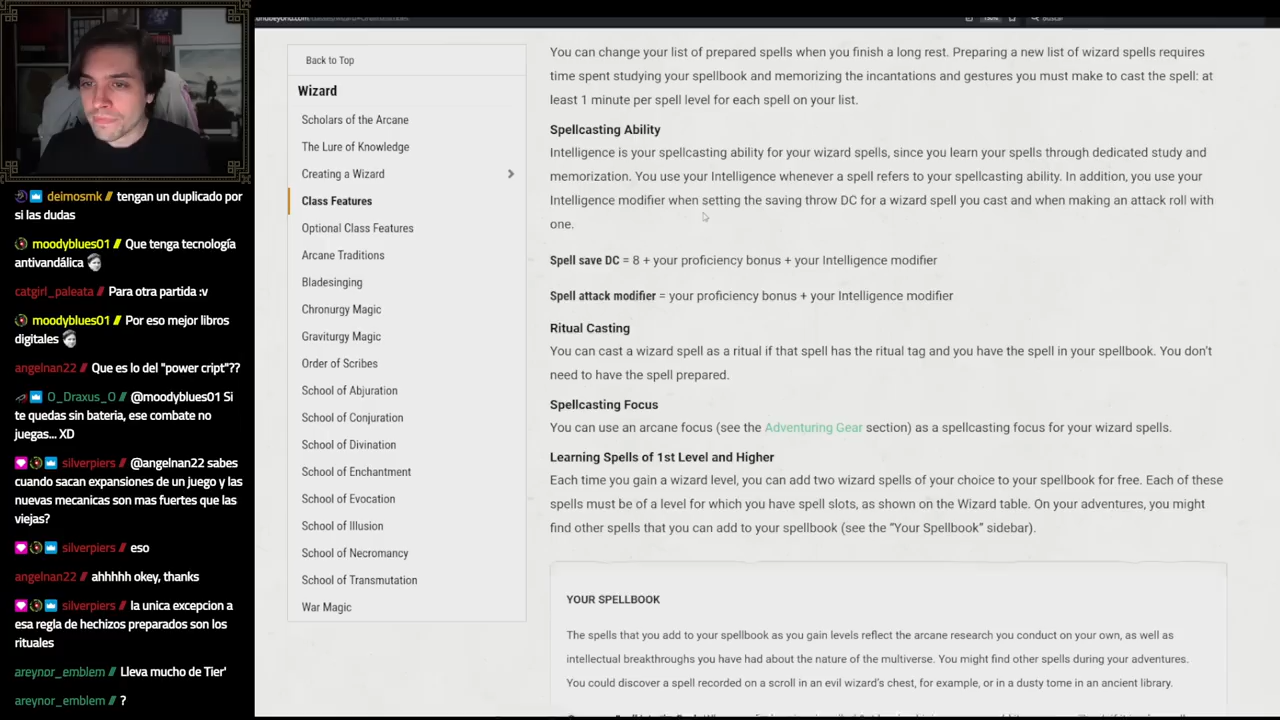 deimosmk // tengan un duplicado por
si las dudas
moodyblues01 // Que tenga tecnología
antivandálica
catgirl_paleata // Para otra partida :v
moodyblues01 // Por eso mejor libros
digitales
angelnan22 // Que es lo del "power cript"??
O_Draxus_O // @moodyblues01 Si
te quedas sin bateria, ese combate no
juegas... XD
silverpiers // @angelnan22 sabes
cuando sacan expansiones de un juego y las
nuevas mecanicas son mas fuertes que las
viejas?
silverpiers // eso
angelnan22 // ahhhhh okey, thanks
silverpiers // la unica excepcion a
esa regla de hechizos preparados son los
rituales
areynor_emblem // Lleva mucho de Tier'
areynor_emblem // ?
Back to Top
Wizard
Scholars of the Arcane
The Lure of Knowledge
Creating a Wizard
Class Features
Optional Class Features
Arcane Traditions
Bladesinging
Chronurgy Magic
Graviturgy Magic
Order of Scribes
School of Abjuration
School of Conjuration
School of Divination
School of Enchantment
School of Evocation
School of Illusion
School of Necromancy
School of Transmutation
War Magic
You can change your list of prepared spells when you finish a long rest. Preparing a new list of wizard spells requires
time spent studying your spellbook and memorizing the incantations and gestures you must make to cast the spell: at
least 1 minute per spell level for each spell on your list.
Spellcasting Ability
Intelligence is your spellcasting ability for your wizard spells, since you learn your spells through dedicated study and
memorization. You use your Intelligence whenever a spell refers to your spellcasting ability. In addition, you use your
Intelligence modifier when setting the saving throw DC for a wizard spell you cast and when making an attack roll with
one.
Spell save DC = 8 + your proficiency bonus + your Intelligence modifier
Spell attack modifier = your proficiency bonus + your Intelligence modifier
Ritual Casting
You can cast a wizard spell as a ritual if that spell has the ritual tag and you have the spell in your spellbook. You don't
need to have the spell prepared.
Spellcasting Focus
You can use an arcane focus (see the Adventuring Gear section) as a spellcasting focus for your wizard spells.
Learning Spells of 1st Level and Higher
Each time you gain a wizard level, you can add two wizard spells of your choice to your spellbook for free. Each of these
spells must be of a level for which you have spell slots, as shown on the Wizard table. On your adventures, you might
find other spells that you can add to your spellbook (see the “Your Spellbook” sidebar).
YOUR SPELLBOOK
The spells that you add to your spellbook as you gain levels reflect the arcane research you conduct on your own, as well as
intellectual breakthroughs you have had about the nature of the multiverse. You might find other spells during your adventures.
You could discover a spell recorded on a scroll in an evil wizard's chest, for example, or in a dusty tome in an ancient library.